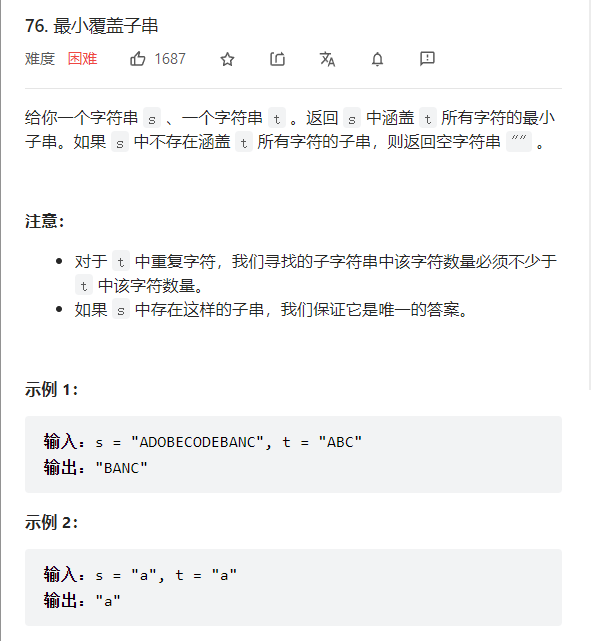 76. 最小覆盖子串
难度 困难 1687
给你一个字符串 s 、一个字符串 t 。返回 s 中涵盖 t 所有字符的最小
子串。如果 s 中不存在涵盖 t 所有字符的子串，则返回空字符串 "" 。
注意：
• 对于 t 中重复字符，我们寻找的子字符串中该字符数量必须不少于
t 中该字符数量。
• 如果 s 中存在这样的子串，我们保证它是唯一的答案。
示例 1：
输入：s = "ADOBECODEBANC", t = "ABC"
输出："BANC"
示例 2：
输入：s = "a", t = "a"
输出："a"